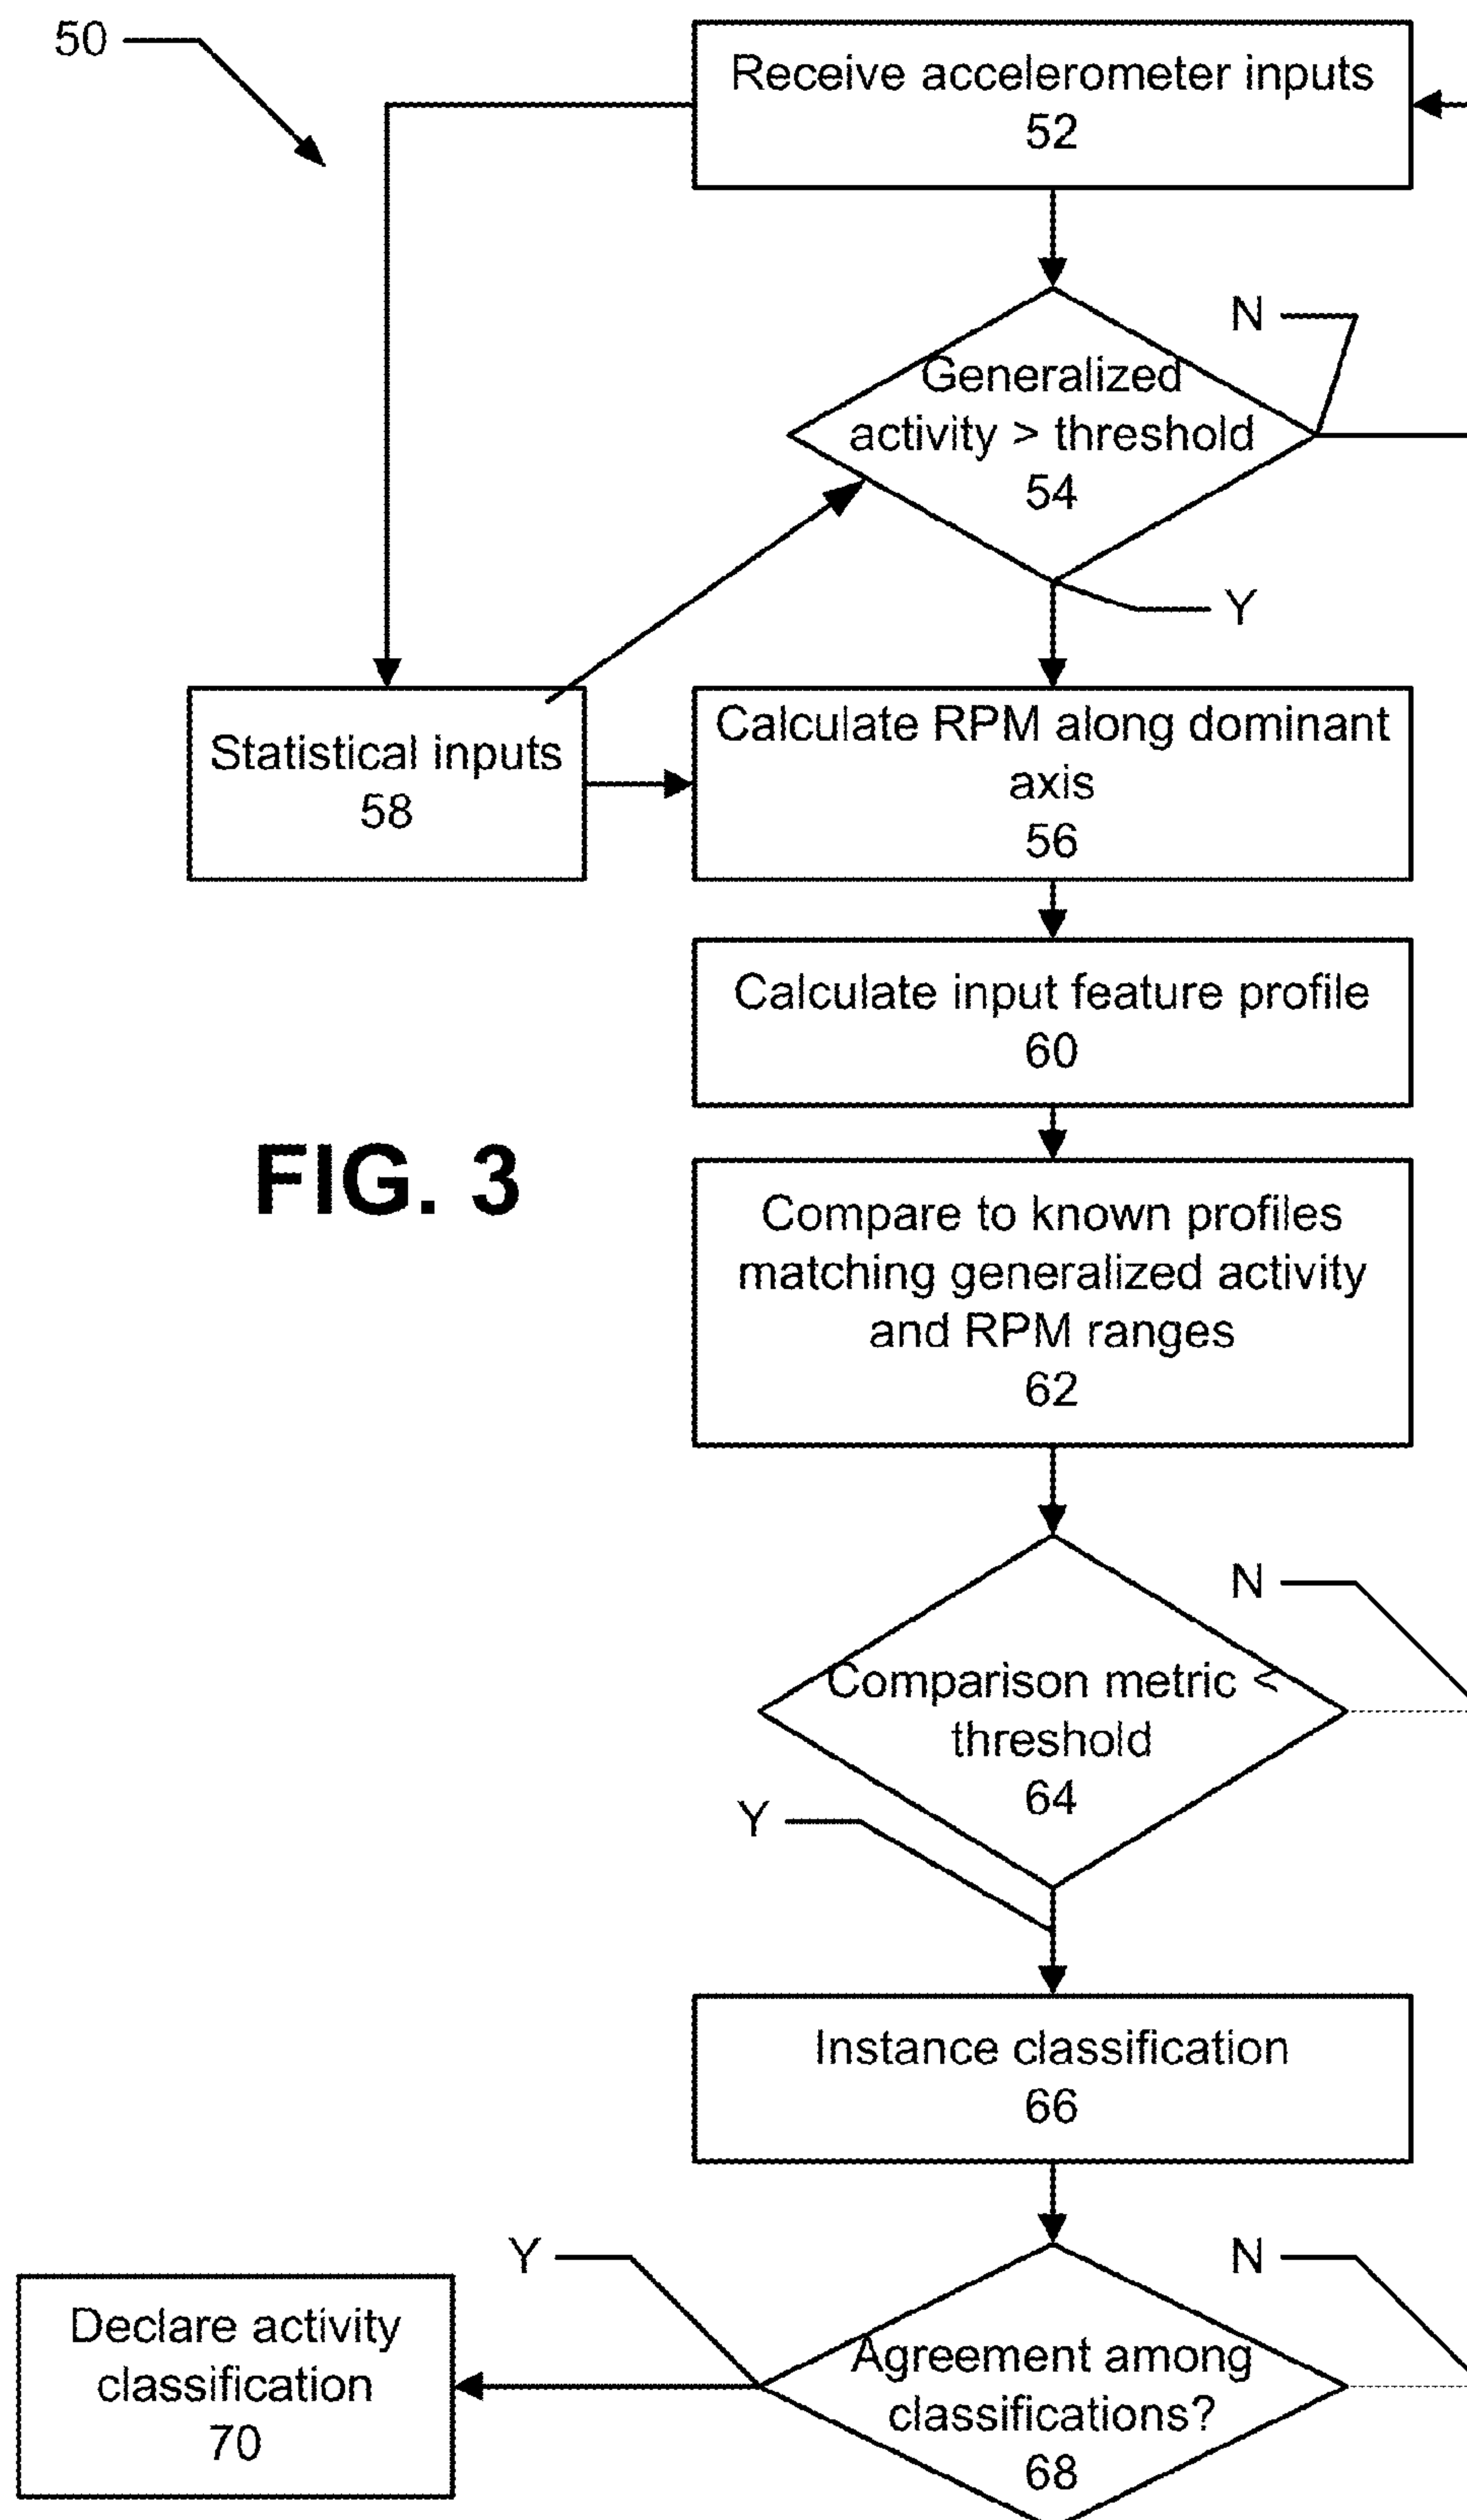 50
Receive accelerometer inputs
52
N
Generalized
activity > threshold
54
Y
Statistical inputs
58
Calculate RPM along dominant
axis
56
Calculate input feature profile
60
FIG. 3
Compare to known profiles
matching generalized activity
and RPM ranges
62
N
Comparison metric <
threshold
64
Y
Instance classification
66
Y
N
Declare activity
classification
70
Agreement among
classifications?
68